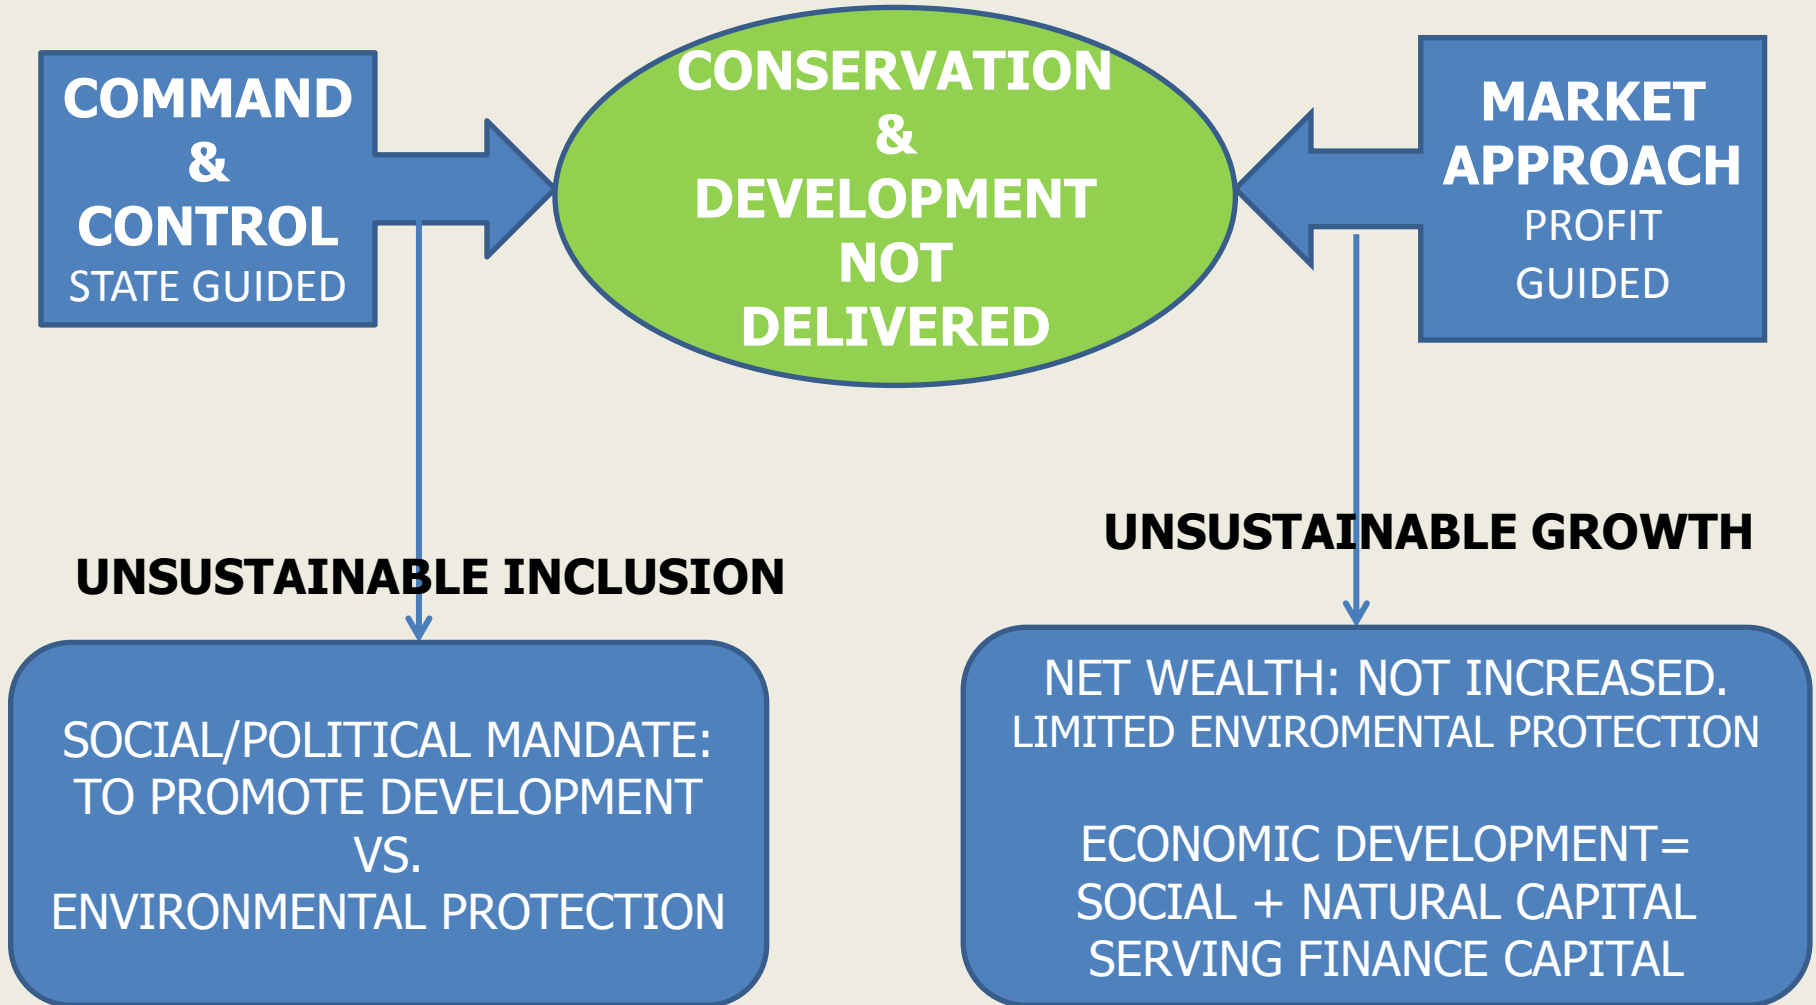 COMMAND
&
CONTROL
STATE GUIDED
CONSERVATION
&
DEVELOPMENT
NOT
DELIVERED
MARKET
APPROACH
PROFIT
GUIDED
UNSUSTAINABLE INCLUSION
UNSUSTAINABLE GROWTH
SOCIAL/POLITICAL MANDATE:
TO PROMOTE DEVELOPMENT
VS.
ENVIRONMENTAL PROTECTION
NET WEALTH: NOT INCREASED.
LIMITED ENVIROMENTAL PROTECTION
ECONOMIC DEVELOPMENT=
SOCIAL + NATURAL CAPITAL
SERVING FINANCE CAPITAL